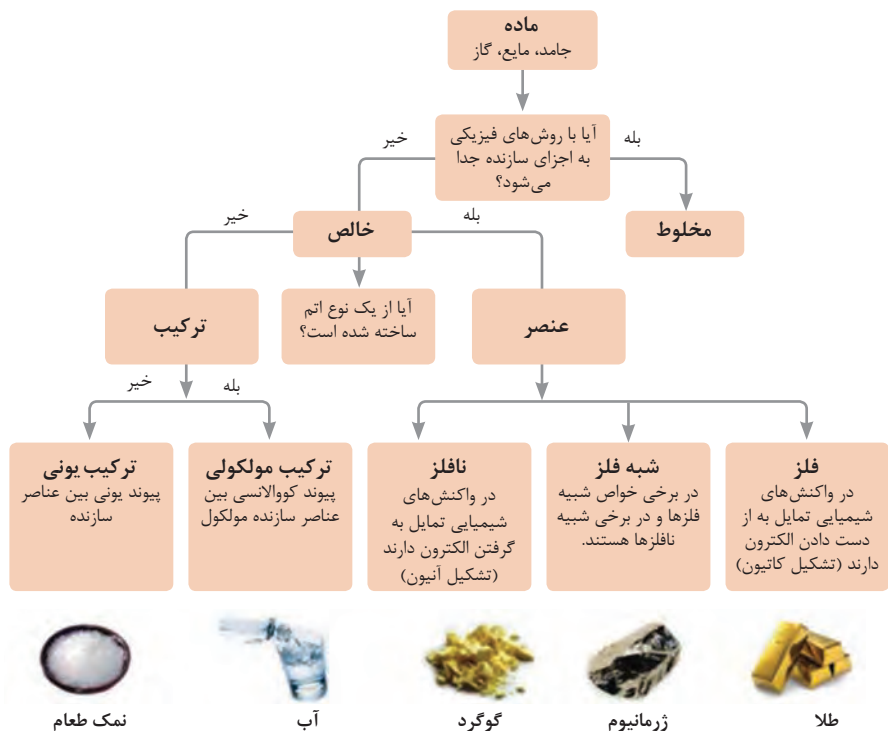 ماده
جامد، مایع، گاز
آیا با روش‌های فیزیکی
به اجزای سازنده جدا
می‌شود؟
بله
خیر
مخلوط
خالص
بله
خیر
آیا از یک نوع اتم
ساخته شده است؟
عنصر
ترکیب
بله
خیر
فلز
در واکنش‌های
شیمیایی تمایل به از
دست دادن الکترون
دارند (تشکیل کاتیون)
شبه فلز
در برخی خواص شبیه
فلزها و در برخی شبیه
نافلزها هستند.
نافلز
در واکنش‌های
شیمیایی تمایل به
گرفتن الکترون دارند
(تشکیل آنیون)
ترکیب مولکولی
پیوند کووالانسی بین
عناصر سازنده مولکول
ترکیب یونی
پیوند یونی بین عناصر
سازنده
طلا
ژرمانیوم
گوگرد
آب
نمک طعام